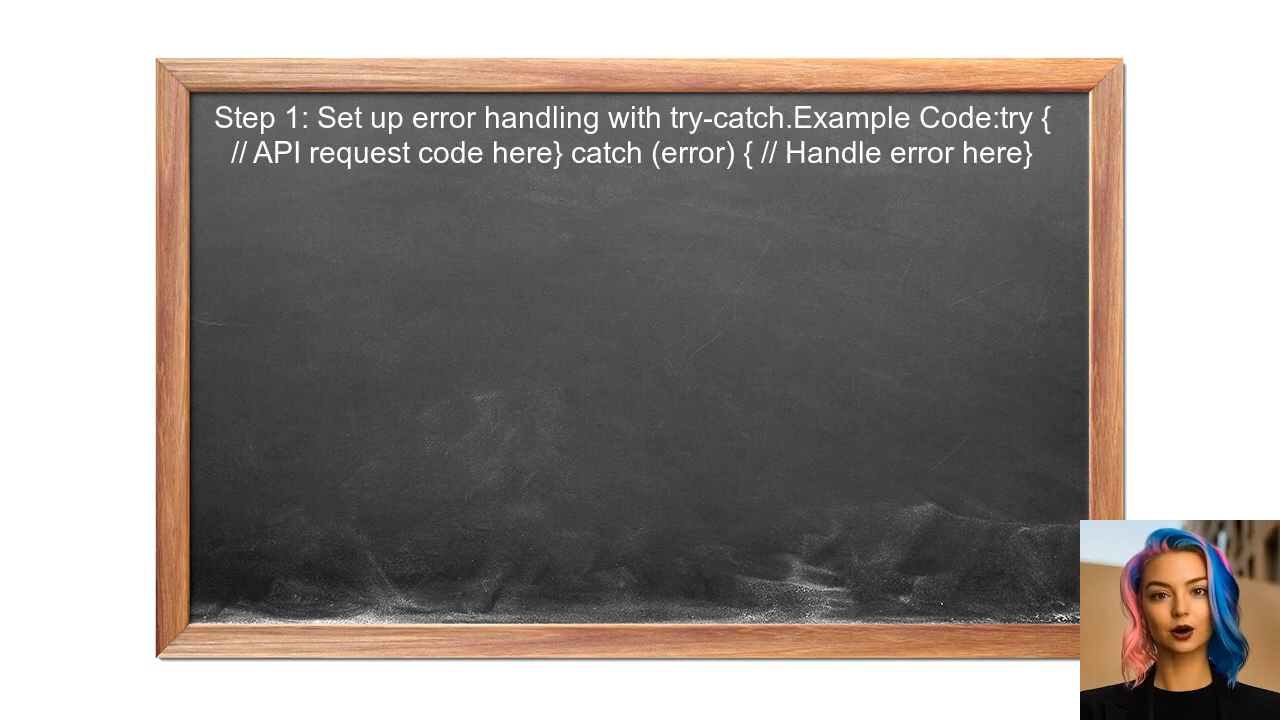 Step 1: Set up error handling with try-catch.Example Code:try {
// API request code here} catch (error) { // Handle error here}